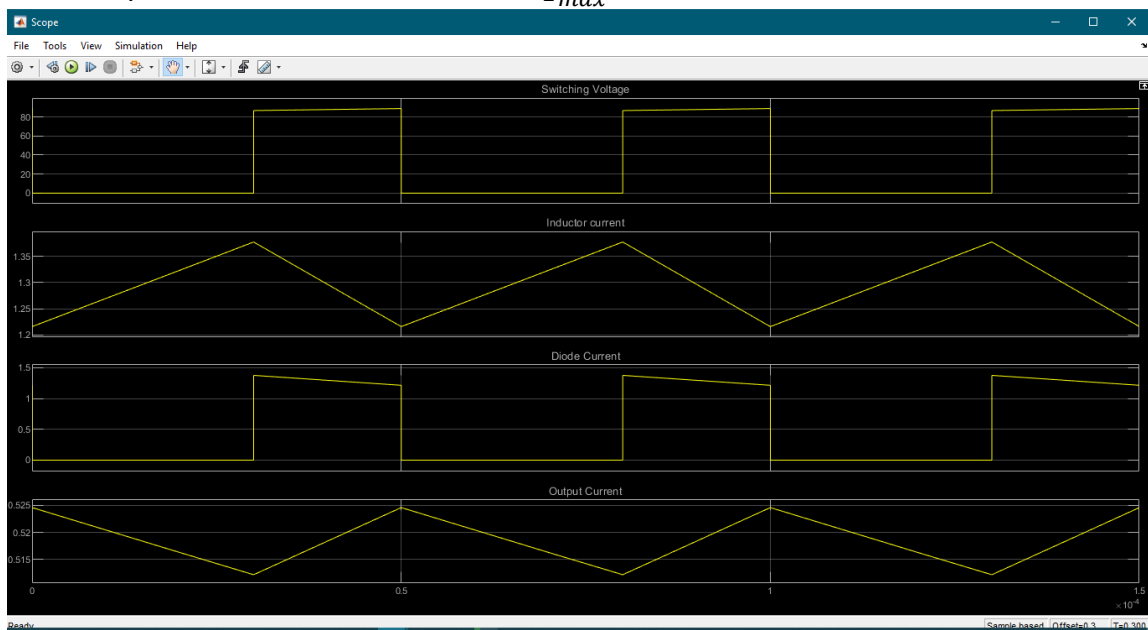 max
Scope
File Tools View Simulation Help
Switching Voltage
80
60
40
20
0
Inductor current
1.35
1.3
1.25
1.2
Diode Current
1.5
1
0.5
0
Output Current
0.525
0.52
0.515
0 0.5 1 1.5
× 10⁻⁴
Ready Sample based Offset=0.3 T=0.300